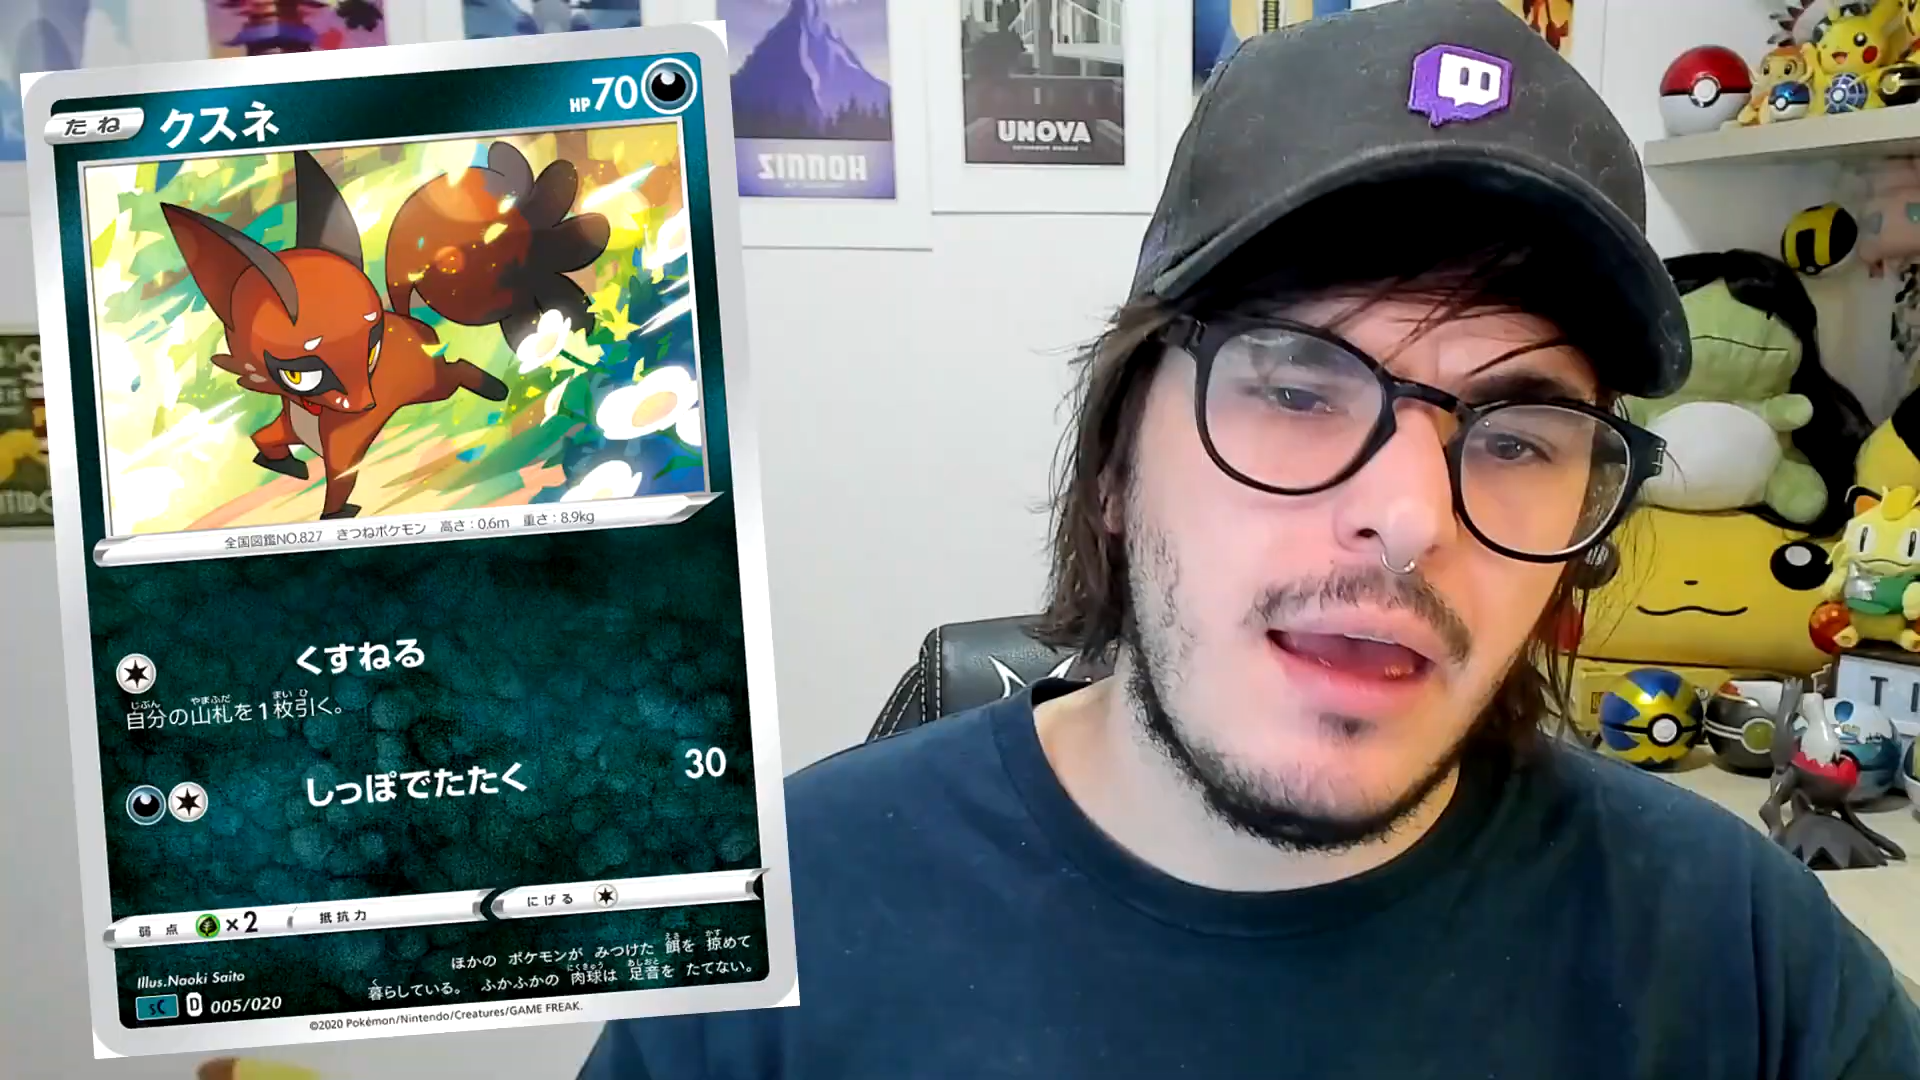 たね クスネ HP 70
全国図鑑NO.827 きつねポケモン 高さ:0.6m 重さ:8.9kg
くすねる
自分の山札を1枚引く。
しっぽでたたく 30
弱点 ×2 抵抗力 にげる
ほかの ポケモンが みつけた 餌を 掠めて
暮らしている。 ふかふかの 肉球は 足音を たてない。
Illus.Naoki Saito
sC D 005/020
©2020 Pokémon/Nintendo/Creatures/GAME FREAK.
SINNOH
UNOVA
TI